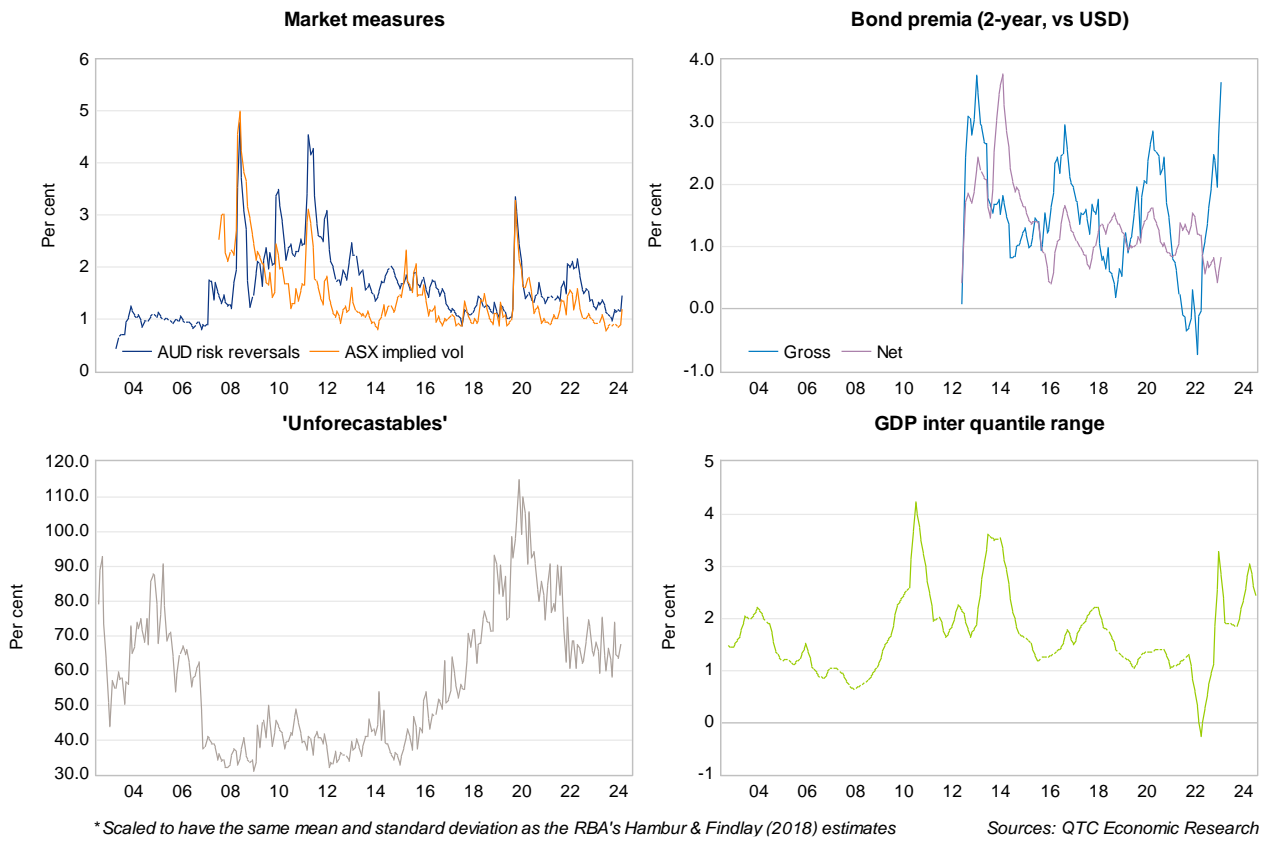 Market measures
Per cent
6
5
4
3
2
1
0
AUD risk reversals
ASX implied vol
04 06 08 10 12 14 16 18 20 22 24
Bond premia (2-year, vs USD)
Per cent
4.0
3.0
2.0
1.0
0.0
-1.0
Gross
Net
04 06 08 10 12 14 16 18 20 22 24
'Unforecastables'
Per cent
120.0
110.0
100.0
90.0
80.0
70.0
60.0
50.0
40.0
30.0
04 06 08 10 12 14 16 18 20 22 24
GDP inter quantile range
Per cent
5
4
3
2
1
0
-1
04 06 08 10 12 14 16 18 20 22 24
* Scaled to have the same mean and standard deviation as the RBA's Hambur & Findlay (2018) estimates
Sources: QTC Economic Research